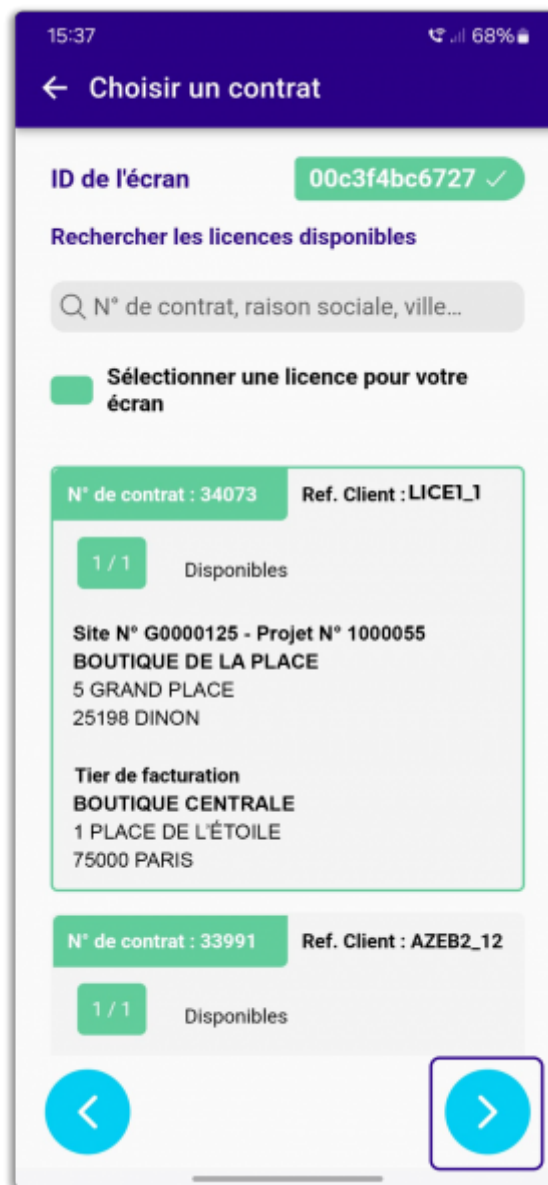 15:37 68%
Choisir un contrat
ID de l'écran 00c3f4bc6727
Rechercher les licences disponibles
N° de contrat, raison sociale, ville...
Sélectionner une licence pour votre
écran
N° de contrat : 34073 Ref. Client : LICE1_1
1 / 1 Disponibles
Site N° G0000125 - Projet N° 1000055
BOUTIQUE DE LA PLACE
5 GRAND PLACE
25198 DINON
Tier de facturation
BOUTIQUE CENTRALE
1 PLACE DE L'ÉTOILE
75000 PARIS
N° de contrat : 33991 Ref. Client : AZEB2_12
1 / 1 Disponibles